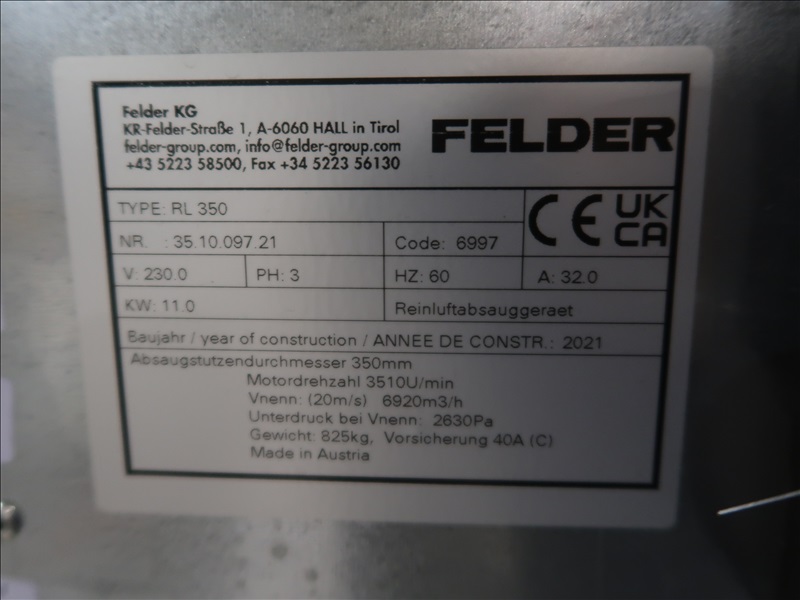 Felder KG
KR-Felder-Straße 1, A-6060 HALL in Tirol
felder-group.com, info@felder-group.com
+43 5223 58500, Fax +34 5223 56130
FELDER
TYPE: RL 350
NR. : 35.10.097.21
Code: 6997
CE UK CA
V: 230.0
PH: 3
HZ: 60
A: 32.0
KW: 11.0
Reinluftabsauggeraet
Baujahr / year of construction / ANNEE DE CONSTR.: 2021
Absaugstutzendurchmesser 350mm
Motordrehzahl 3510U/min
Vnenn: (20m/s) 6920m3/h
Unterdruck bei Vnenn: 2630Pa
Gewicht: 825kg, Vorsicherung 40A (C)
Made in Austria